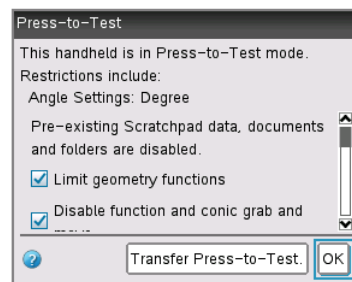 Press-to-Test
This handheld is in Press-to-Test mode.
Restrictions include:
Angle Settings: Degree
Pre-existing Scratchpad data, documents
and folders are disabled.
Limit geometry functions
Disable function and conic grab and
Transfer Press-to-Test.
OK